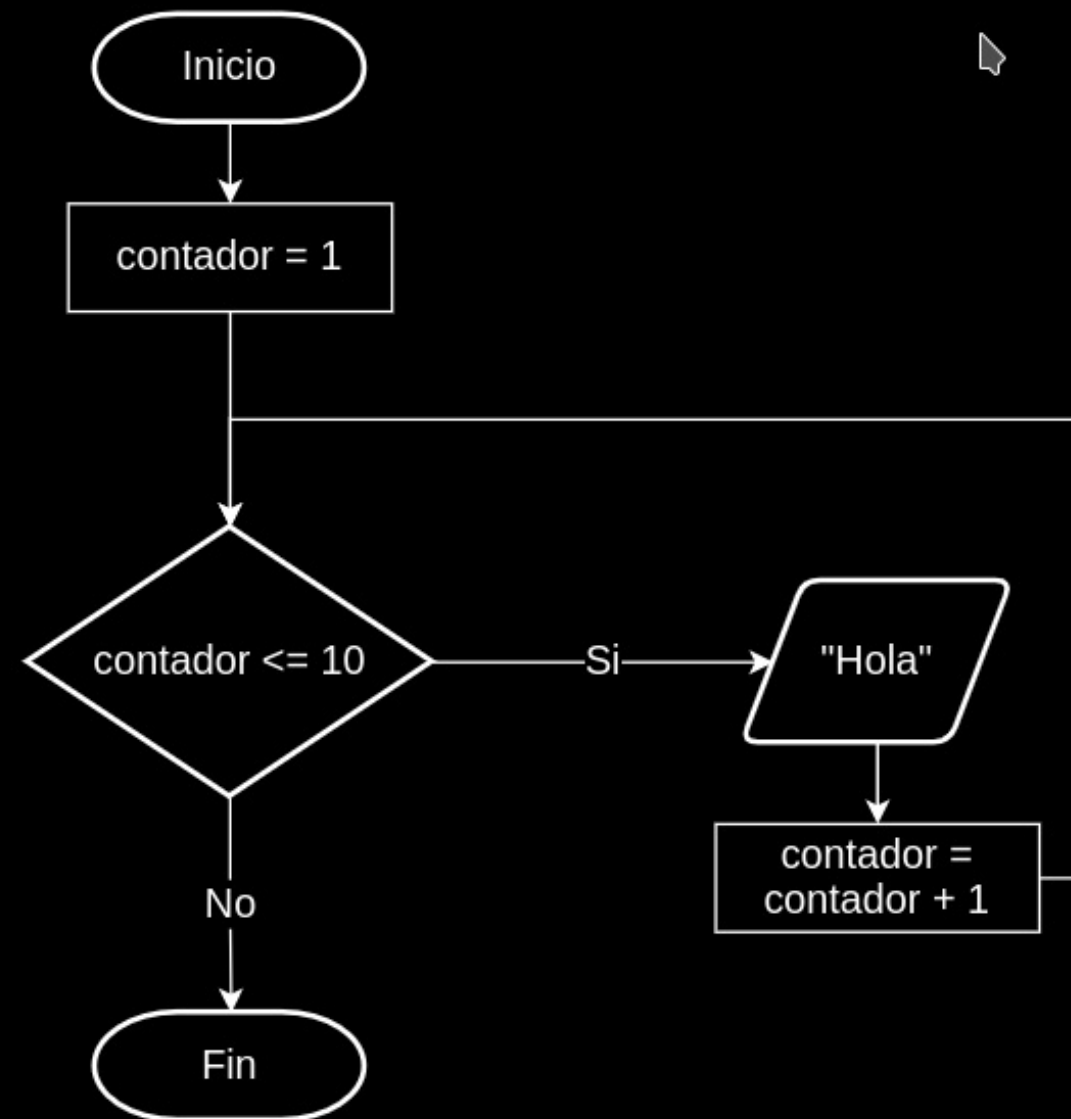 Inicio
contador = 1
contador <= 10
Si
"Hola"
contador =
contador + 1
No
Fin